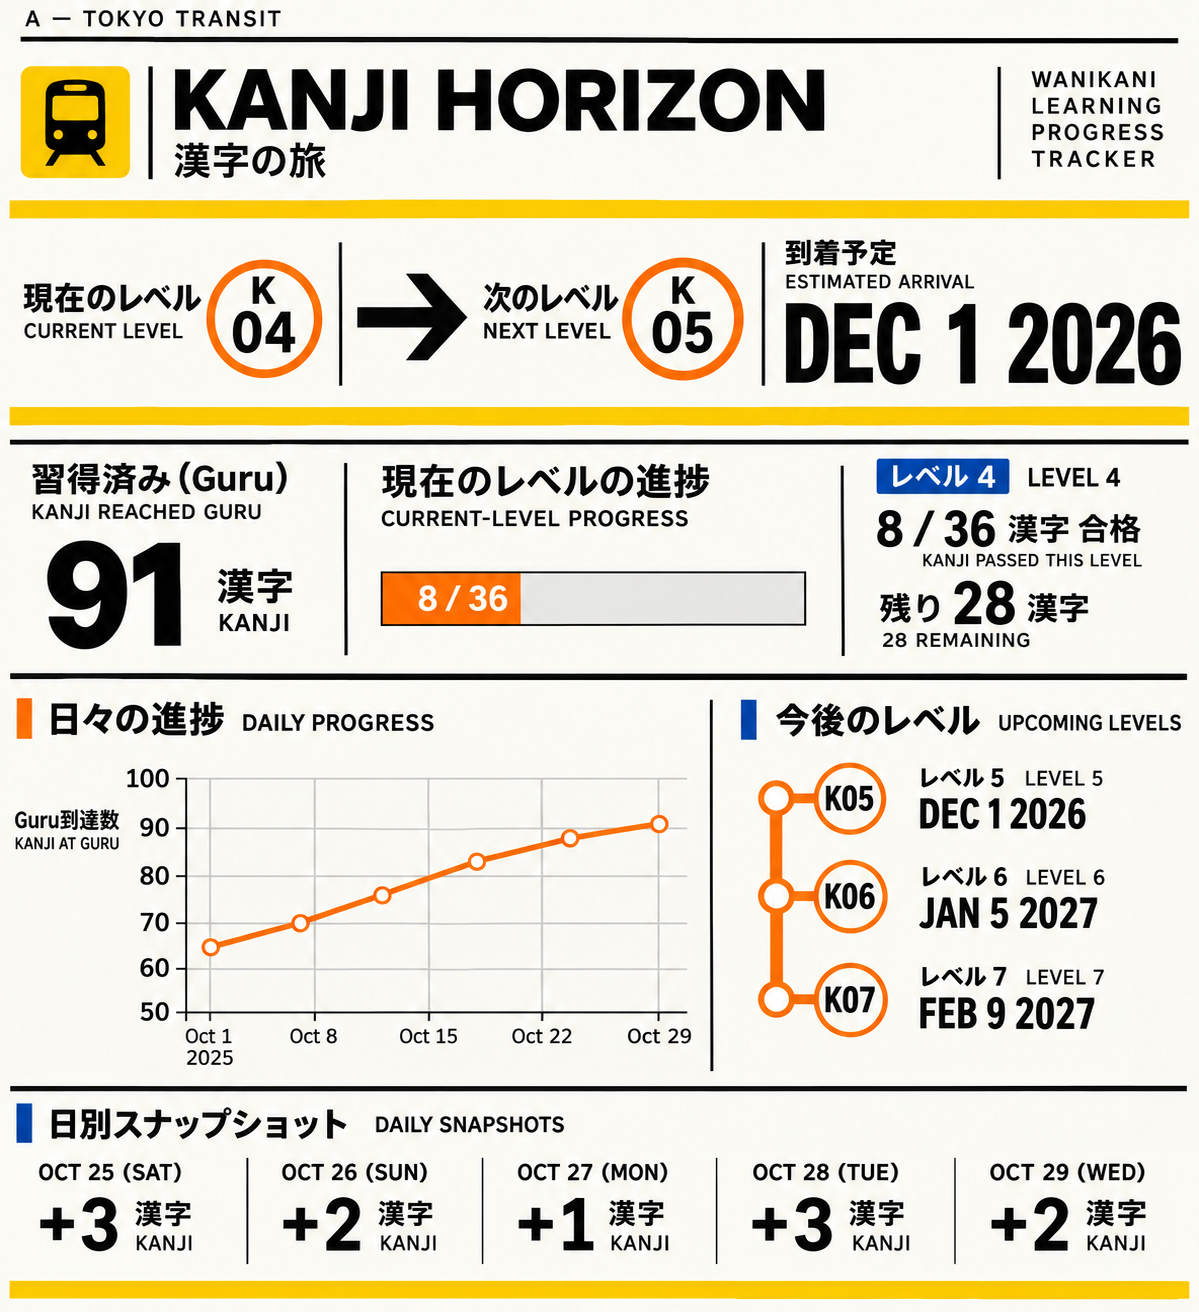 A — TOKYO TRANSIT
KANJI HORIZON
漢字の旅
WANIKANI
LEARNING
PROGRESS
TRACKER
現在のレベル
CURRENT LEVEL
K
04
次のレベル
NEXT LEVEL
K
05
到着予定
ESTIMATED ARRIVAL
DEC 1 2026
習得済み (Guru)
KANJI REACHED GURU
91 漢字
KANJI
現在のレベルの進捗
CURRENT-LEVEL PROGRESS
8 / 36
レベル 4 LEVEL 4
8 / 36 漢字 合格
KANJI PASSED THIS LEVEL
残り 28 漢字
28 REMAINING
日々の進捗 DAILY PROGRESS
Guru到達数
KANJI AT GURU
100
90
80
70
60
50
Oct 1 Oct 8 Oct 15 Oct 22 Oct 29
2025
今後のレベル UPCOMING LEVELS
K05
レベル 5 LEVEL 5
DEC 1 2026
K06
レベル 6 LEVEL 6
JAN 5 2027
K07
レベル 7 LEVEL 7
FEB 9 2027
日別スナップショット DAILY SNAPSHOTS
OCT 25 (SAT)
+3 漢字
KANJI
OCT 26 (SUN)
+2 漢字
KANJI
OCT 27 (MON)
+1 漢字
KANJI
OCT 28 (TUE)
+3 漢字
KANJI
OCT 29 (WED)
+2 漢字
KANJI